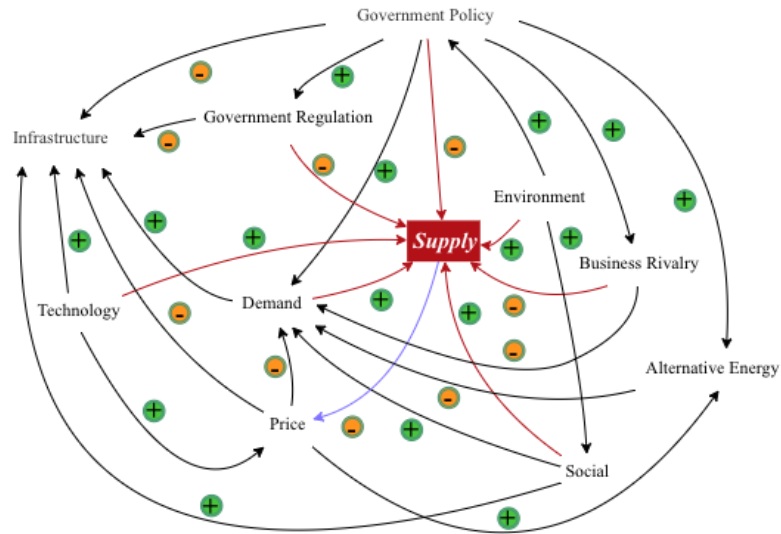 Government Policy
-
+
Government Regulation
Infrastructure
-
+
+
-
-
+
+
Environment
+
+
+
+
Supply
+
+
Business Rivalry
Technology
Demand
+
+
-
-
-
-
Alternative Energy
-
+
Price
-
+
Social
+
+